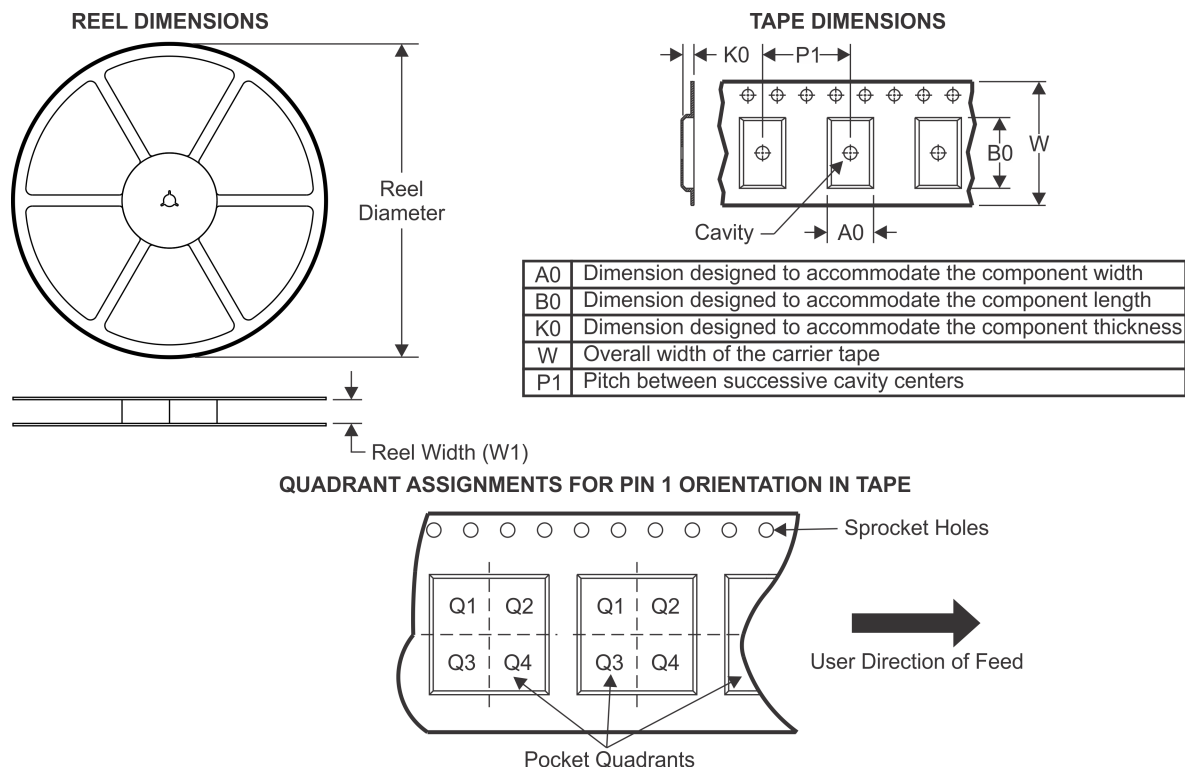 REEL DIMENSIONS
Reel
Diameter
Reel Width (W1)
TAPE DIMENSIONS
K0
P1
W
B0
Cavity
A0
A0 Dimension designed to accommodate the component width
B0 Dimension designed to accommodate the component length
K0 Dimension designed to accommodate the component thickness
W Overall width of the carrier tape
P1 Pitch between successive cavity centers
QUADRANT ASSIGNMENTS FOR PIN 1 ORIENTATION IN TAPE
Sprocket Holes
Q1 Q2 Q1 Q2
Q3 Q4 Q3 Q4
User Direction of Feed
Pocket Quadrants